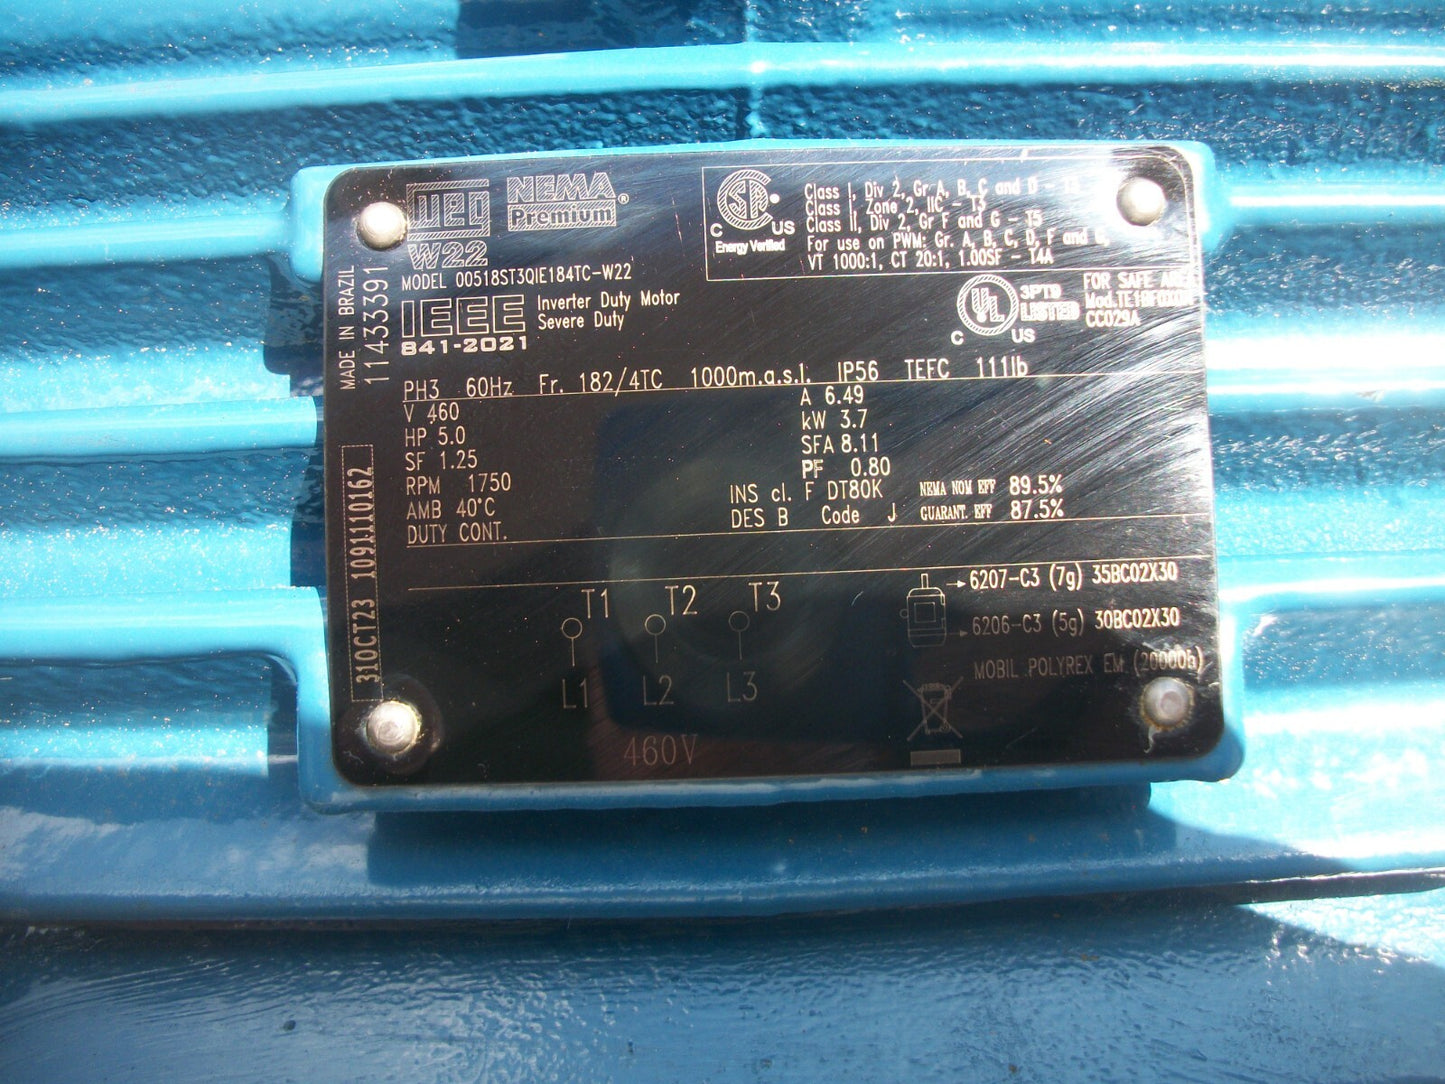 WEG
W22
NEMA
Premium®
MODEL 00518ST3QIE184TC-W22
IEEE
841-2021
Inverter Duty Motor
Severe Duty
C US
Energy Verified
Class I, Div 2, Gr A, B, C and D -
Class I, Zone 2, IIC - T3
Class II, Div 2, Gr F and G - T5
For use on PWM: Gr. A, B, C, D, F and
VT 1000:1, CT 20:1, 1.00SF - T4A
C UL US
LISTED
FOR SAFE
CC029A
MADE IN BRAZIL
11433391
31OCT23 1091110162
PH3 60Hz Fr. 182/4TC 1000m.a.s.l. IP56 TEFC 111lb
V 460
HP 5.0
SF 1.25
RPM 1750
AMB 40°C
DUTY CONT.
A 6.49
kW 3.7
SFA 8.11
PF 0.80
INS cl. F DT80K NEMA NOM EFF 89.5%
DES B Code J GUARANT. EFF 87.5%
T1 T2 T3
L1 L2 L3
460V
6207-C3 (7g) 35BC02X30
6206-C3 (5g) 30BC02X30
MOBIL POLYREX EM (20000h)